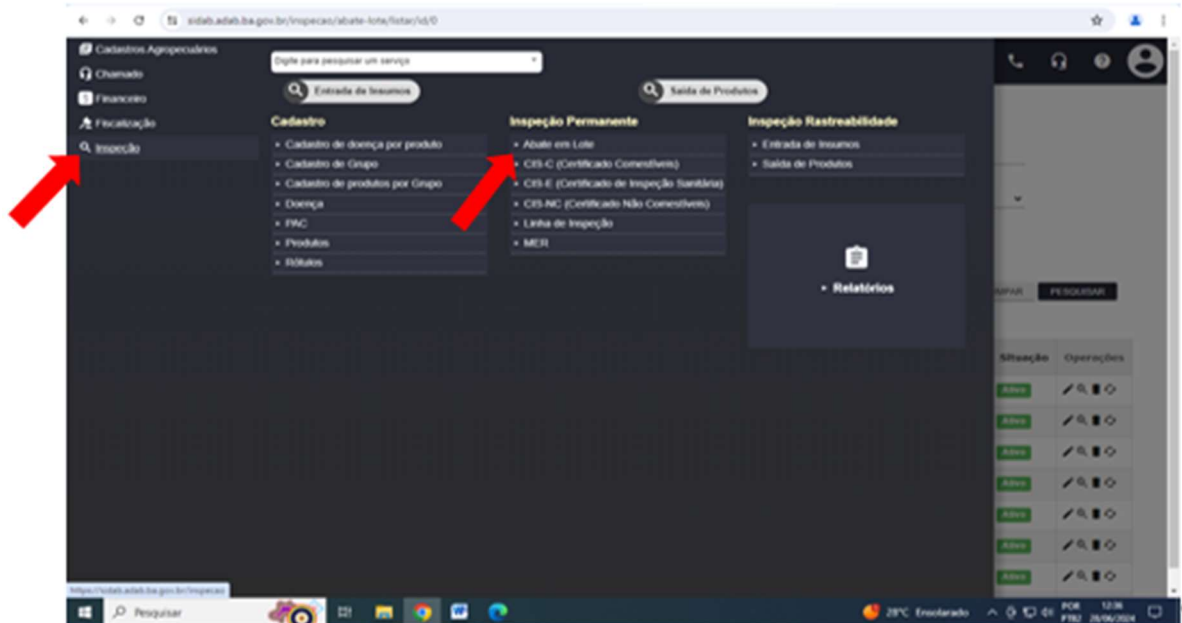 sidab.adab.ba.gov.br/inspecao/abate-lote/listar/id/0
Cadastros Agropecuários
Chamado
Financeiro
Fiscalização
Inspeção
Digite para pesquisar um serviço
Entrada de Insumos
Saída de Produtos
Cadastro
Cadastro de doença por produto
Cadastro de Grupo
Cadastro de produtos por Grupo
Doença
PAC
Produtos
Rótulos
Inspeção Permanente
Abate em Lote
CIS-C (Certificado Comestíveis)
CIS-E (Certificado de Inspeção Sanitária)
CIS-NC (Certificado Não Comestíveis)
Linha de Inspeção
MER
Inspeção Rastreabilidade
Entrada de Insumos
Saída de Produtos
Relatórios
PESQUISAR
Situação Operações
Ativo
Ativo
Ativo
Ativo
Ativo
Ativo
Ativo
https://sidab.adab.ba.gov.br/inspecao
Pesquisar
28°C Ensolarado
POR 12:06
PTB2 28/06/2024